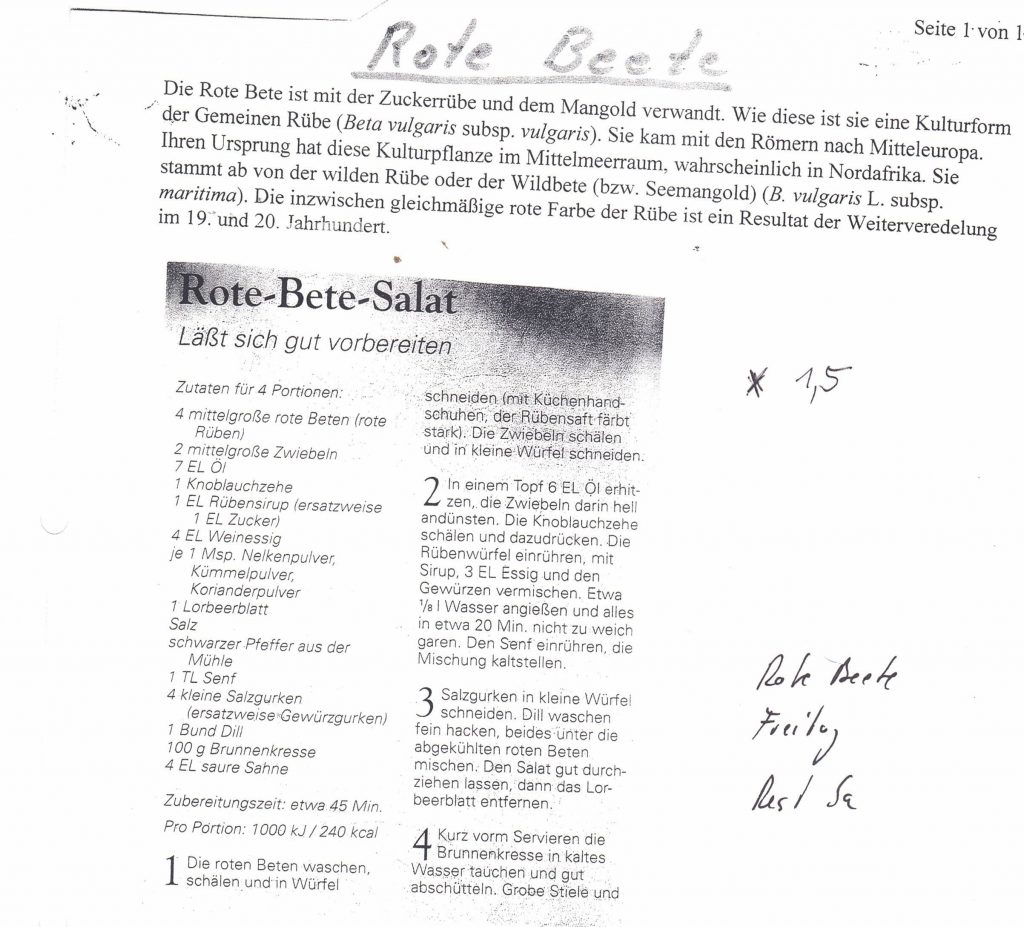 Seite 1 von 1
Rote Beete
Die Rote Bete ist mit der Zuckerrübe und dem Mangold verwandt. Wie diese ist sie eine Kulturform
der Gemeinen Rübe (Beta vulgaris subsp. vulgaris). Sie kam mit den Römern nach Mitteleuropa.
Ihren Ursprung hat diese Kulturpflanze im Mittelmeerraum, wahrscheinlich in Nordafrika. Sie
stammt ab von der wilden Rübe oder der Wildbete (bzw. Seemangold) (B. vulgaris L. subsp.
maritima). Die inzwischen gleichmäßige rote Farbe der Rübe ist ein Resultat der Weiterveredelung
im 19. und 20. Jahrhundert.
Rote-Bete-Salat
Läßt sich gut vorbereiten
Zutaten für 4 Portionen:
4 mittelgroße rote Beten (rote
Rüben)
2 mittelgroße Zwiebeln
7 EL Öl
1 Knoblauchzehe
1 EL Rübensirup (ersatzweise
1 EL Zucker)
4 EL Weinessig
je 1 Msp. Nelkenpulver,
Kümmelpulver,
Korianderpulver
1 Lorbeerblatt
Salz
schwarzer Pfeffer aus der
Mühle
1 TL Senf
4 kleine Salzgurken
(ersatzweise Gewürzgurken)
1 Bund Dill
100 g Brunnenkresse
4 EL saure Sahne
Zubereitungszeit: etwa 45 Min.
Pro Portion: 1000 kJ / 240 kcal
1 Die roten Beten waschen,
schälen und in Würfel
schneiden (mit Küchenhand-
schuhen, der Rübensaft färbt
stark). Die Zwiebeln schälen
und in kleine Würfel schneiden.
2 In einem Topf 6 EL Öl erhit-
zen, die Zwiebeln darin hell
andünsten. Die Knoblauchzehe
schälen und dazudrücken. Die
Rübenwürfel einrühren, mit
Sirup, 3 EL Essig und den
Gewürzen vermischen. Etwa
⅛ l Wasser angießen und alles
in etwa 20 Min. nicht zu weich
garen. Den Senf einrühren, die
Mischung kaltstellen.
3 Salzgurken in kleine Würfel
schneiden. Dill waschen
fein hacken, beides unter die
abgekühlten roten Beten
mischen. Den Salat gut durch-
ziehen lassen, dann das Lor-
beerblatt entfernen.
4 Kurz vorm Servieren die
Brunnenkresse in kaltes
Wasser tauchen und gut
abschütteln. Grobe Stiele und
x 1,5
Rote Beete
Freitag
Rest Sa